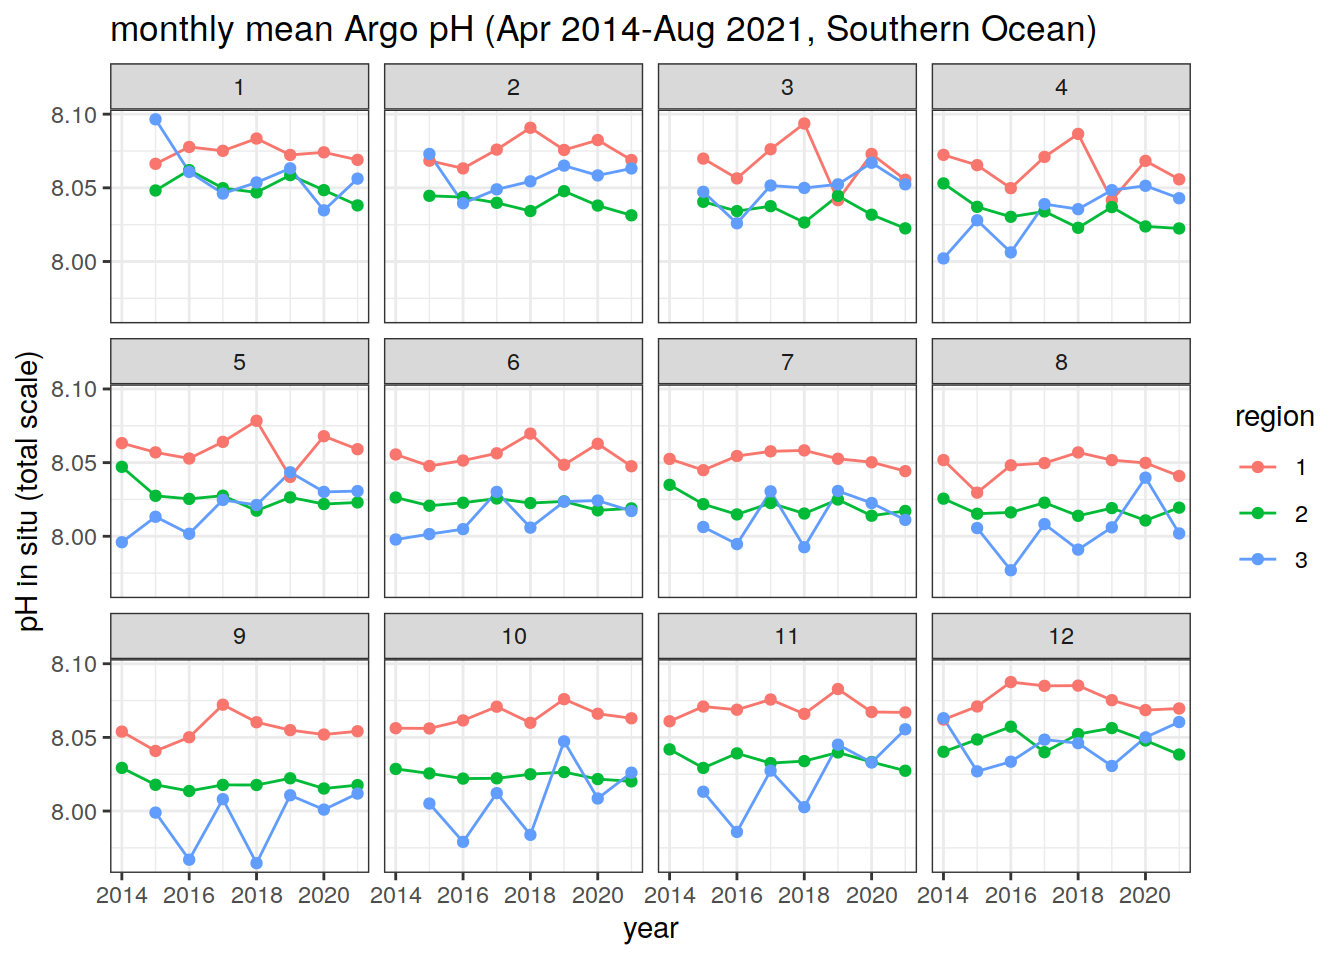 monthly mean Argo pH (Apr 2014-Aug 2021, Southern Ocean)
1 2 3 4
8.10
8.05
8.00
5 6 7 8
8.10
8.05
8.00
9 10 11 12
8.10
8.05
8.00
2014 2016 2018 2020 2014 2016 2018 2020 2014 2016 2018 2020 2014 2016 2018 2020
year
pH in situ (total scale)
region
1
2
3